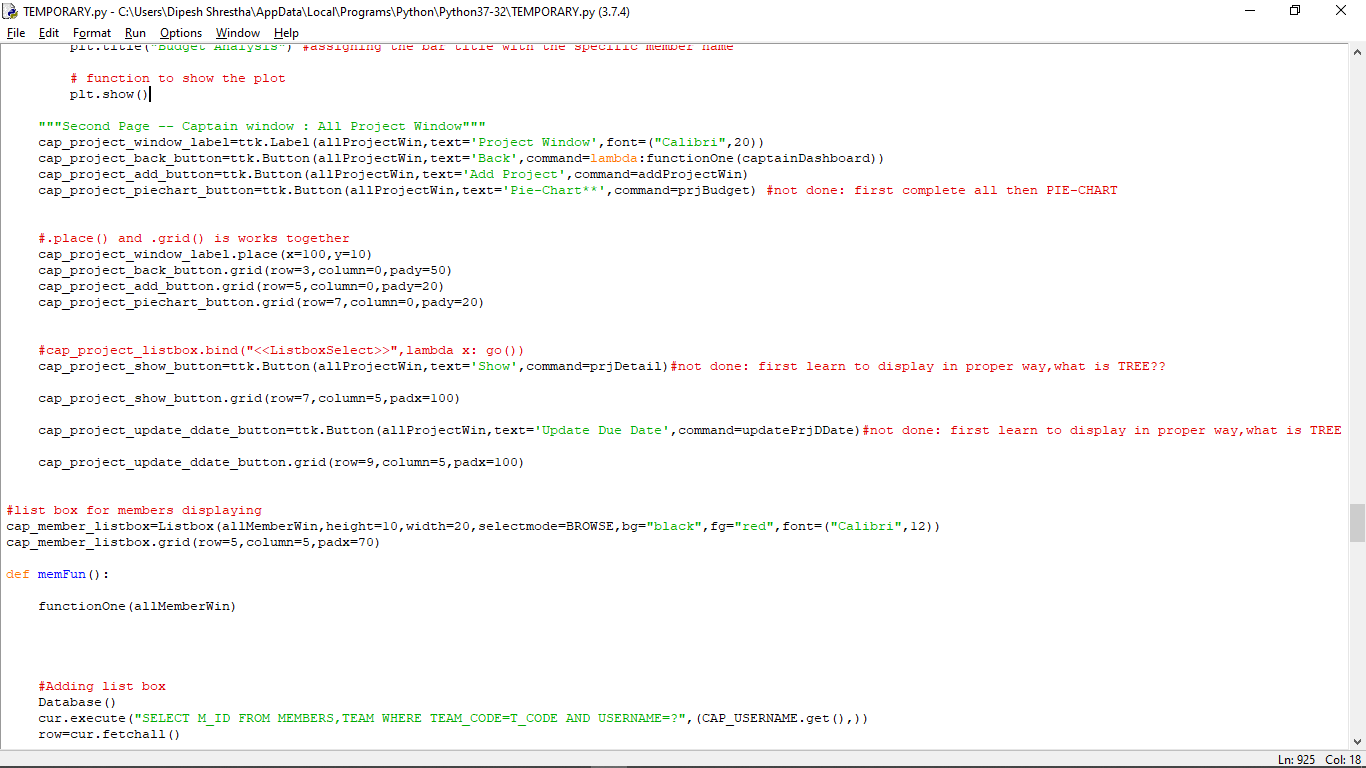 TEMPORARY.py - C:\Users\Dipesh Shrestha\AppData\Local\Programs\Python\Python37-32\TEMPORARY.py (3.7.4)
File Edit Format Run Options Window Help
plt.title("Budget Analysis") #assigning the bar title with the specific member name
# function to show the plot
plt.show()
"""Second Page -- Captain window : All Project Window"""
cap_project_window_label=ttk.Label(allProjectWin,text='Project Window',font=("Calibri",20))
cap_project_back_button=ttk.Button(allProjectWin,text='Back',command=lambda:functionOne(captainDashboard))
cap_project_add_button=ttk.Button(allProjectWin,text='Add Project',command=addProjectWin)
cap_project_piechart_button=ttk.Button(allProjectWin,text='Pie-Chart**',command=prjBudget) #not done: first complete all then PIE-CHART
#.place() and .grid() is works together
cap_project_window_label.place(x=100,y=10)
cap_project_back_button.grid(row=3,column=0,pady=50)
cap_project_add_button.grid(row=5,column=0,pady=20)
cap_project_piechart_button.grid(row=7,column=0,pady=20)
#cap_project_listbox.bind("<<ListboxSelect>>",lambda x: go())
cap_project_show_button=ttk.Button(allProjectWin,text='Show',command=prjDetail)#not done: first learn to display in proper way,what is TREE??
cap_project_show_button.grid(row=7,column=5,padx=100)
cap_project_update_ddate_button=ttk.Button(allProjectWin,text='Update Due Date',command=updatePrjDDate)#not done: first learn to display in proper way,what is TREE
cap_project_update_ddate_button.grid(row=9,column=5,padx=100)
#list box for members displaying
cap_member_listbox=Listbox(allMemberWin,height=10,width=20,selectmode=BROWSE,bg="black",fg="red",font=("Calibri",12))
cap_member_listbox.grid(row=5,column=5,padx=70)
def memFun():
functionOne(allMemberWin)
#Adding list box
Database()
cur.execute("SELECT M_ID FROM MEMBERS,TEAM WHERE TEAM_CODE=T_CODE AND USERNAME=?",(CAP_USERNAME.get(),))
row=cur.fetchall()
Ln: 925 Col: 18